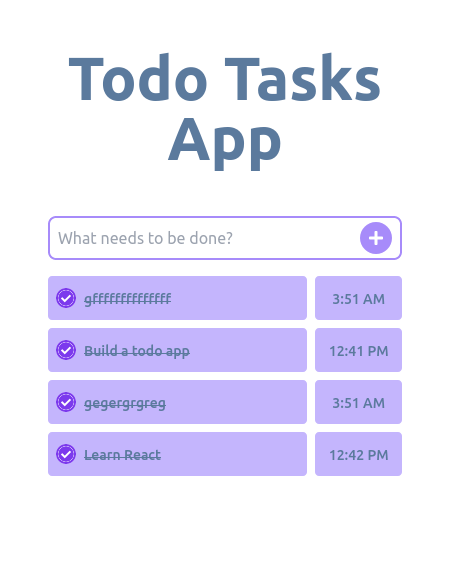 Todo Tasks
App
What needs to be done?
gffffffffffffff 3:51 AM
Build a todo app 12:41 PM
gegergrgreg 3:51 AM
Learn React 12:42 PM